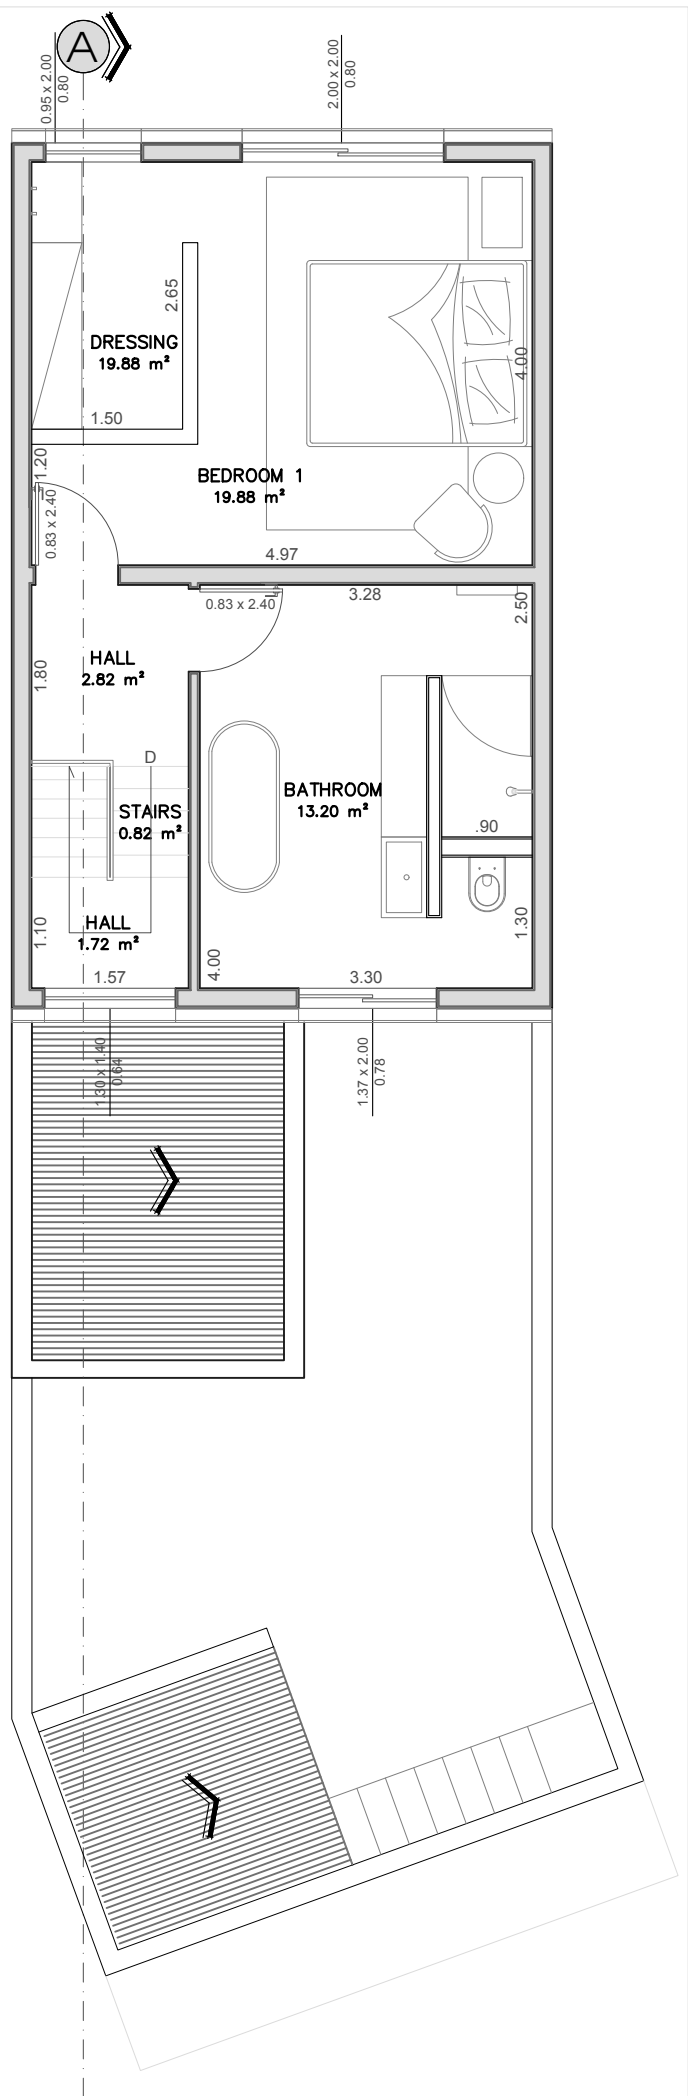 A
0.95 x 2.00
0.80
2.00 x 2.00
0.80
2.65
DRESSING
19.88 m²
4.00
1.50
1.20
BEDROOM 1
19.88 m²
0.83 x 2.40
4.97
0.83 x 2.40
3.28
2.50
HALL
2.82 m²
1.80
D
BATHROOM
13.20 m²
STAIRS
0.82 m²
.90
HALL
1.72 m²
1.10
1.30
4.00
1.57
3.30
1.30 x 1.40
0.64
1.37 x 2.00
0.78